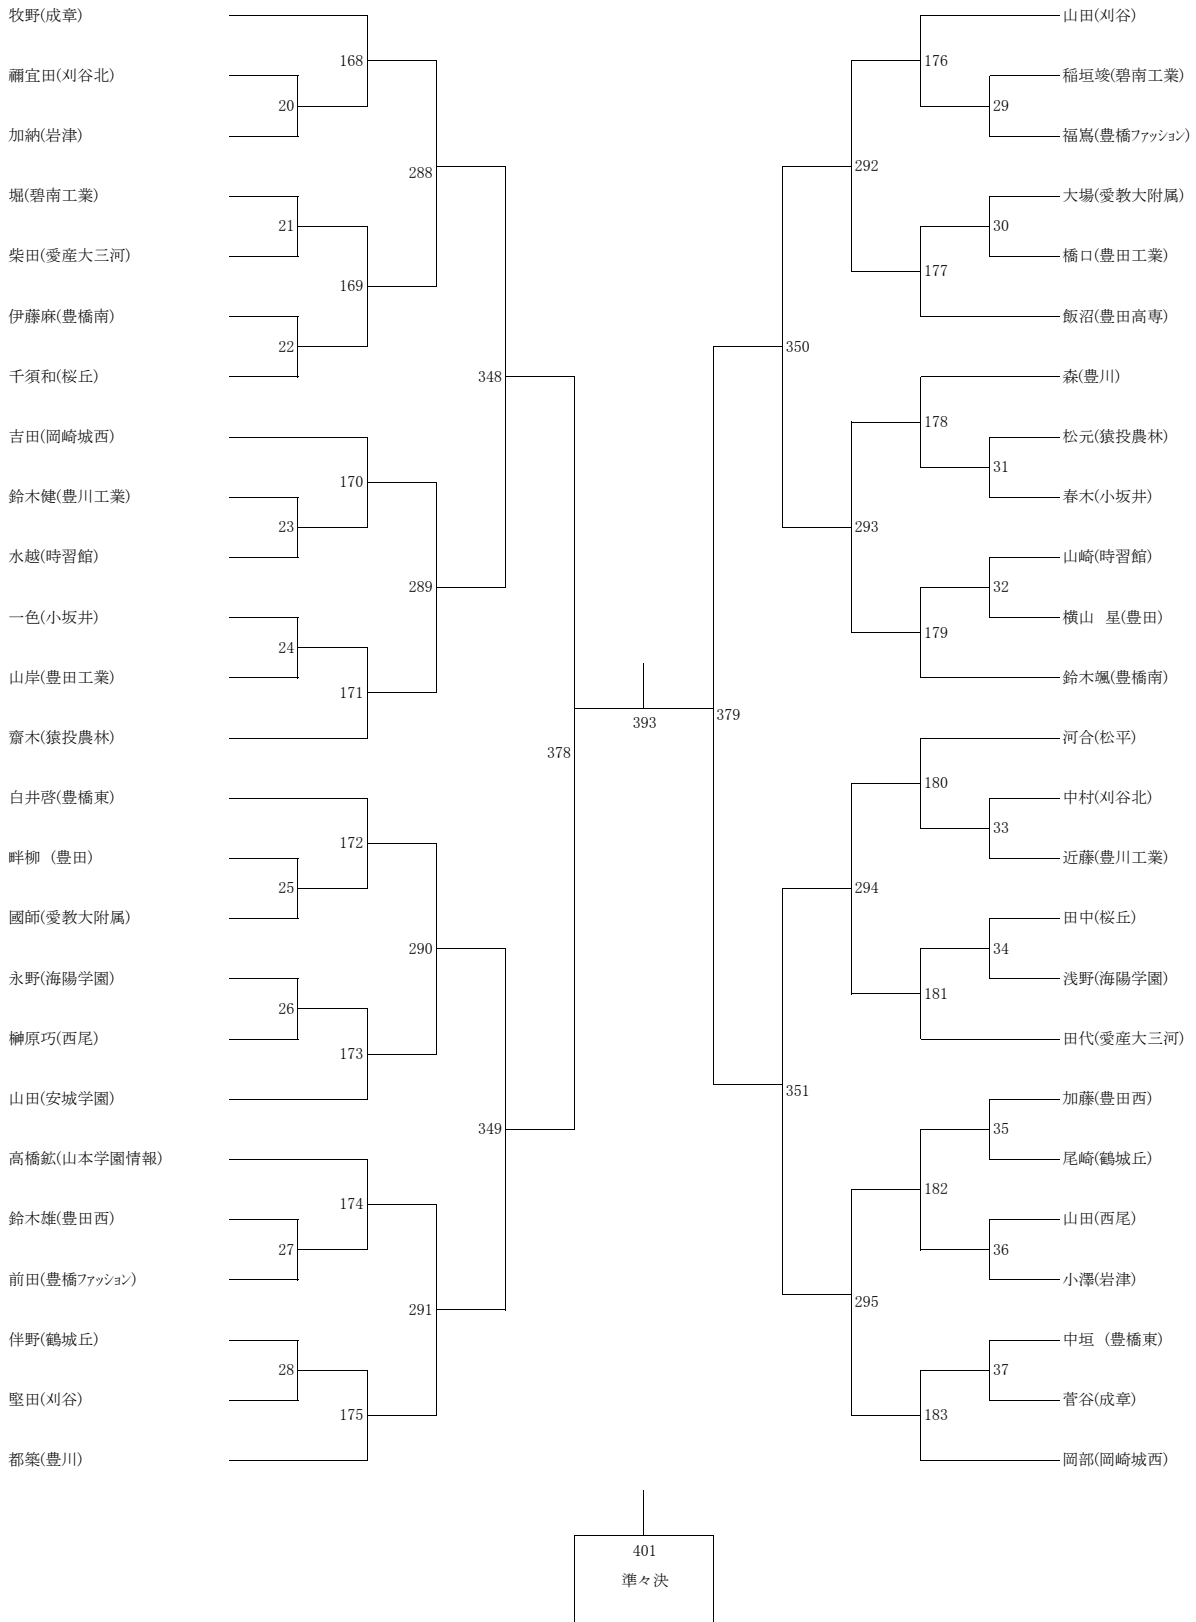 牧野(成章)
168
禰宜田(刈谷北)
20
加納(岩津)
288
堀(碧南工業)
21
柴田(愛産大三河)
169
伊藤麻(豊橋南)
22
千須和(桜丘)
348
吉田(岡崎城西)
170
鈴木健(豊川工業)
23
水越(時習館)
289
一色(小坂井)
24
山岸(豊田工業)
171
齋木(猿投農林)
378
白井啓(豊橋東)
172
畔柳 (豊田)
25
國師(愛教大附属)
290
永野(海陽学園)
26
榊原巧(西尾)
173
山田(安城学園)
349
高橋鉱(山本学園情報)
174
鈴木雄(豊田西)
27
前田(豊橋ファッション)
291
伴野(鶴城丘)
28
堅田(刈谷)
175
都築(豊川)
393
山田(刈谷)
176
稲垣竣(碧南工業)
29
福嶌(豊橋ファッション)
292
大場(愛教大附属)
30
橋口(豊田工業)
177
飯沼(豊田高専)
350
森(豊川)
178
松元(猿投農林)
31
春木(小坂井)
293
山崎(時習館)
32
横山 星(豊田)
179
鈴木颯(豊橋南)
379
河合(松平)
180
中村(刈谷北)
33
近藤(豊川工業)
294
田中(桜丘)
34
浅野(海陽学園)
181
田代(愛産大三河)
351
加藤(豊田西)
35
尾崎(鶴城丘)
182
山田(西尾)
36
小澤(岩津)
295
中垣 (豊橋東)
37
菅谷(成章)
183
岡部(岡崎城西)
401
準々決